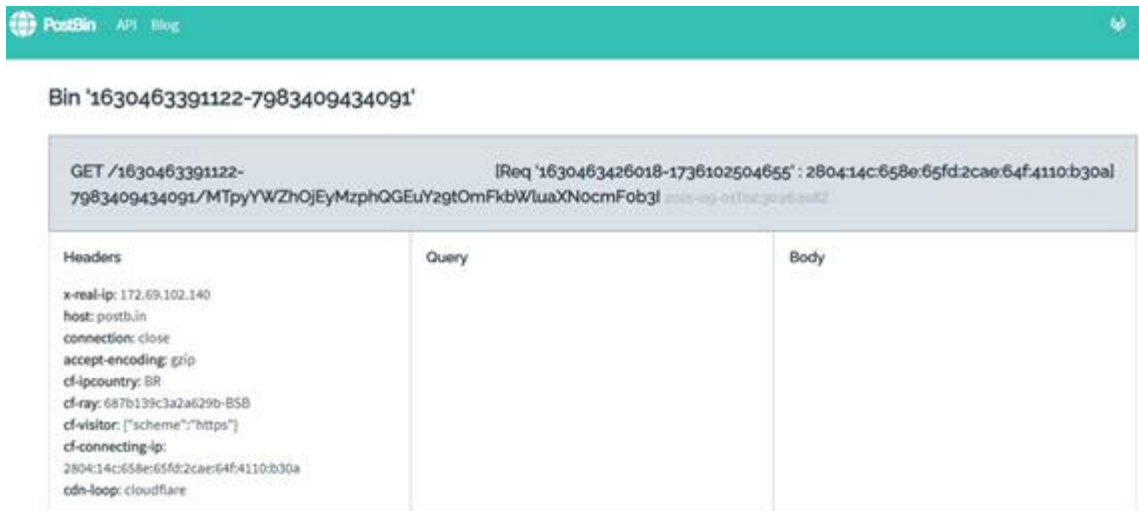 PostBin API Blog
Bin '1630463391122-7983409434091'
GET /1630463391122-
7983409434091/MTpyYWZhOjEyMzphQGEuY29tOmFkbWluaXN0cmF0b3I
[Req '1630463426018-1736102504655' : 2804:14c:658e:65fd:2cae:64f:4110:b30a]
Headers
x-real-ip: 172.69.102.140
host: postb.in
connection: close
accept-encoding: gzip
cf-ipcountry: BR
cf-ray: 687b139c3a2a629b-BSB
cf-visitor: {"scheme":"https"}
cf-connecting-ip:
2804:14c:658e:65fd:2cae:64f:4110:b30a
cdn-loop: cloudflare
Query
Body